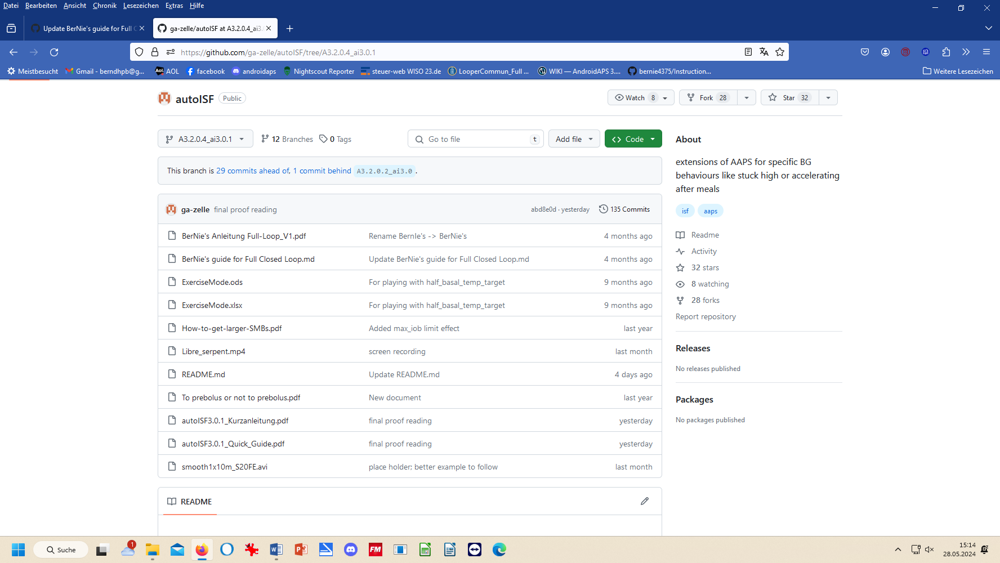 Datei Bearbeiten Ansicht Chronik Lesezeichen Extras Hilfe
Update BerNie's guide for Full C
ga-zelle/autoISF at A3.2.0.4_ai3.
https://github.com/ga-zelle/autoISF/tree/A3.2.0.4_ai3.0.1
Meistbesucht Gmail - berndhpb@g... AOL facebook androidaps Nightscout Reporter steuer-web WISO 23.de LooperCommun_Full ... WIKI — AndroidAPS 3.... bernie4375/Instruction... Weitere Lesezeichen
autoISF Public Watch 8 Fork 28 Star 32
A3.2.0.4_ai3.0.1 12 Branches 0 Tags Go to file t Add file Code
This branch is 29 commits ahead of, 1 commit behind A3.2.0.2_ai3.0.
ga-zelle final proof reading abd8e0d · yesterday 135 Commits
BerNie's Anleitung Full-Loop_V1.pdf Rename BernIe's -> BerNie's 4 months ago
BerNie's guide for Full Closed Loop.md Update BerNie's guide for Full Closed Loop.md 4 months ago
ExerciseMode.ods For playing with half_basal_temp_target 9 months ago
ExerciseMode.xlsx For playing with half_basal_temp_target 9 months ago
How-to-get-larger-SMBs.pdf Added max_iob limit effect last year
Libre_serpent.mp4 screen recording last month
README.md Update README.md 4 days ago
To prebolus or not to prebolus.pdf New document last year
autoISF3.0.1_Kurzanleitung.pdf final proof reading yesterday
autoISF3.0.1_Quick_Guide.pdf final proof reading yesterday
smooth1x10m_S20FE.avi place holder; better example to follow last month
README
About
extensions of AAPS for specific BG
behaviours like stuck high or accelerating
after meals
isf aaps
Readme
Activity
32 stars
8 watching
28 forks
Report repository
Releases
No releases published
Packages
No packages published
Suche 1 FM 15:14
28.05.2024